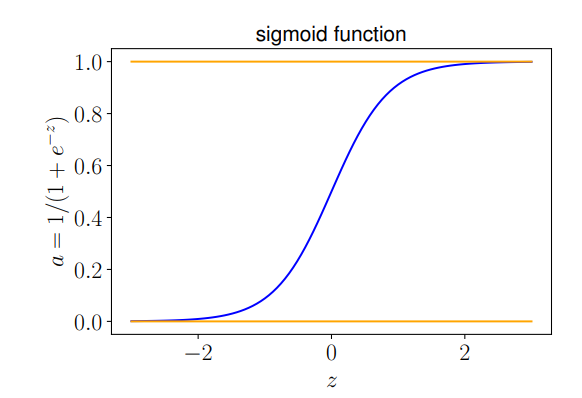 sigmoid function
a = 1/(1 + e^{-z})
1.0
0.8
0.6
0.4
0.2
0.0
−2 0 2
z